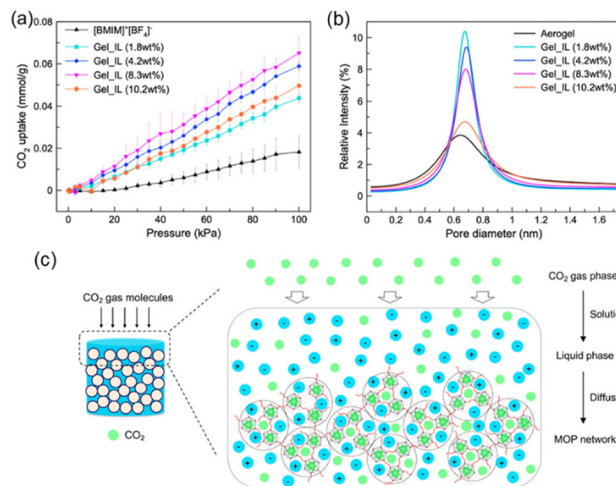 (a)
[BMIM]⁺[BF₄]⁻
Gel_IL (1.8wt%)
Gel_IL (4.2wt%)
Gel_IL (8.3wt%)
Gel_IL (10.2wt%)
CO₂ uptake (mmol/g)
0.08
0.06
0.04
0.02
0
0 20 40 60 80 100
Pressure (kPa)
(b)
Aerogel
Gel_IL (1.8wt%)
Gel_IL (4.2wt%)
Gel_IL (8.3wt%)
Gel_IL (10.2wt%)
Relative Intensity (%)
12
10
8
6
4
2
0
0 0.2 0.4 0.6 0.8 1 1.2 1.4 1.6
Pore diameter (nm)
(c)
CO₂ gas molecules
CO₂
CO₂ gas phase
Solutio
Liquid phase
Diffus
MOP network